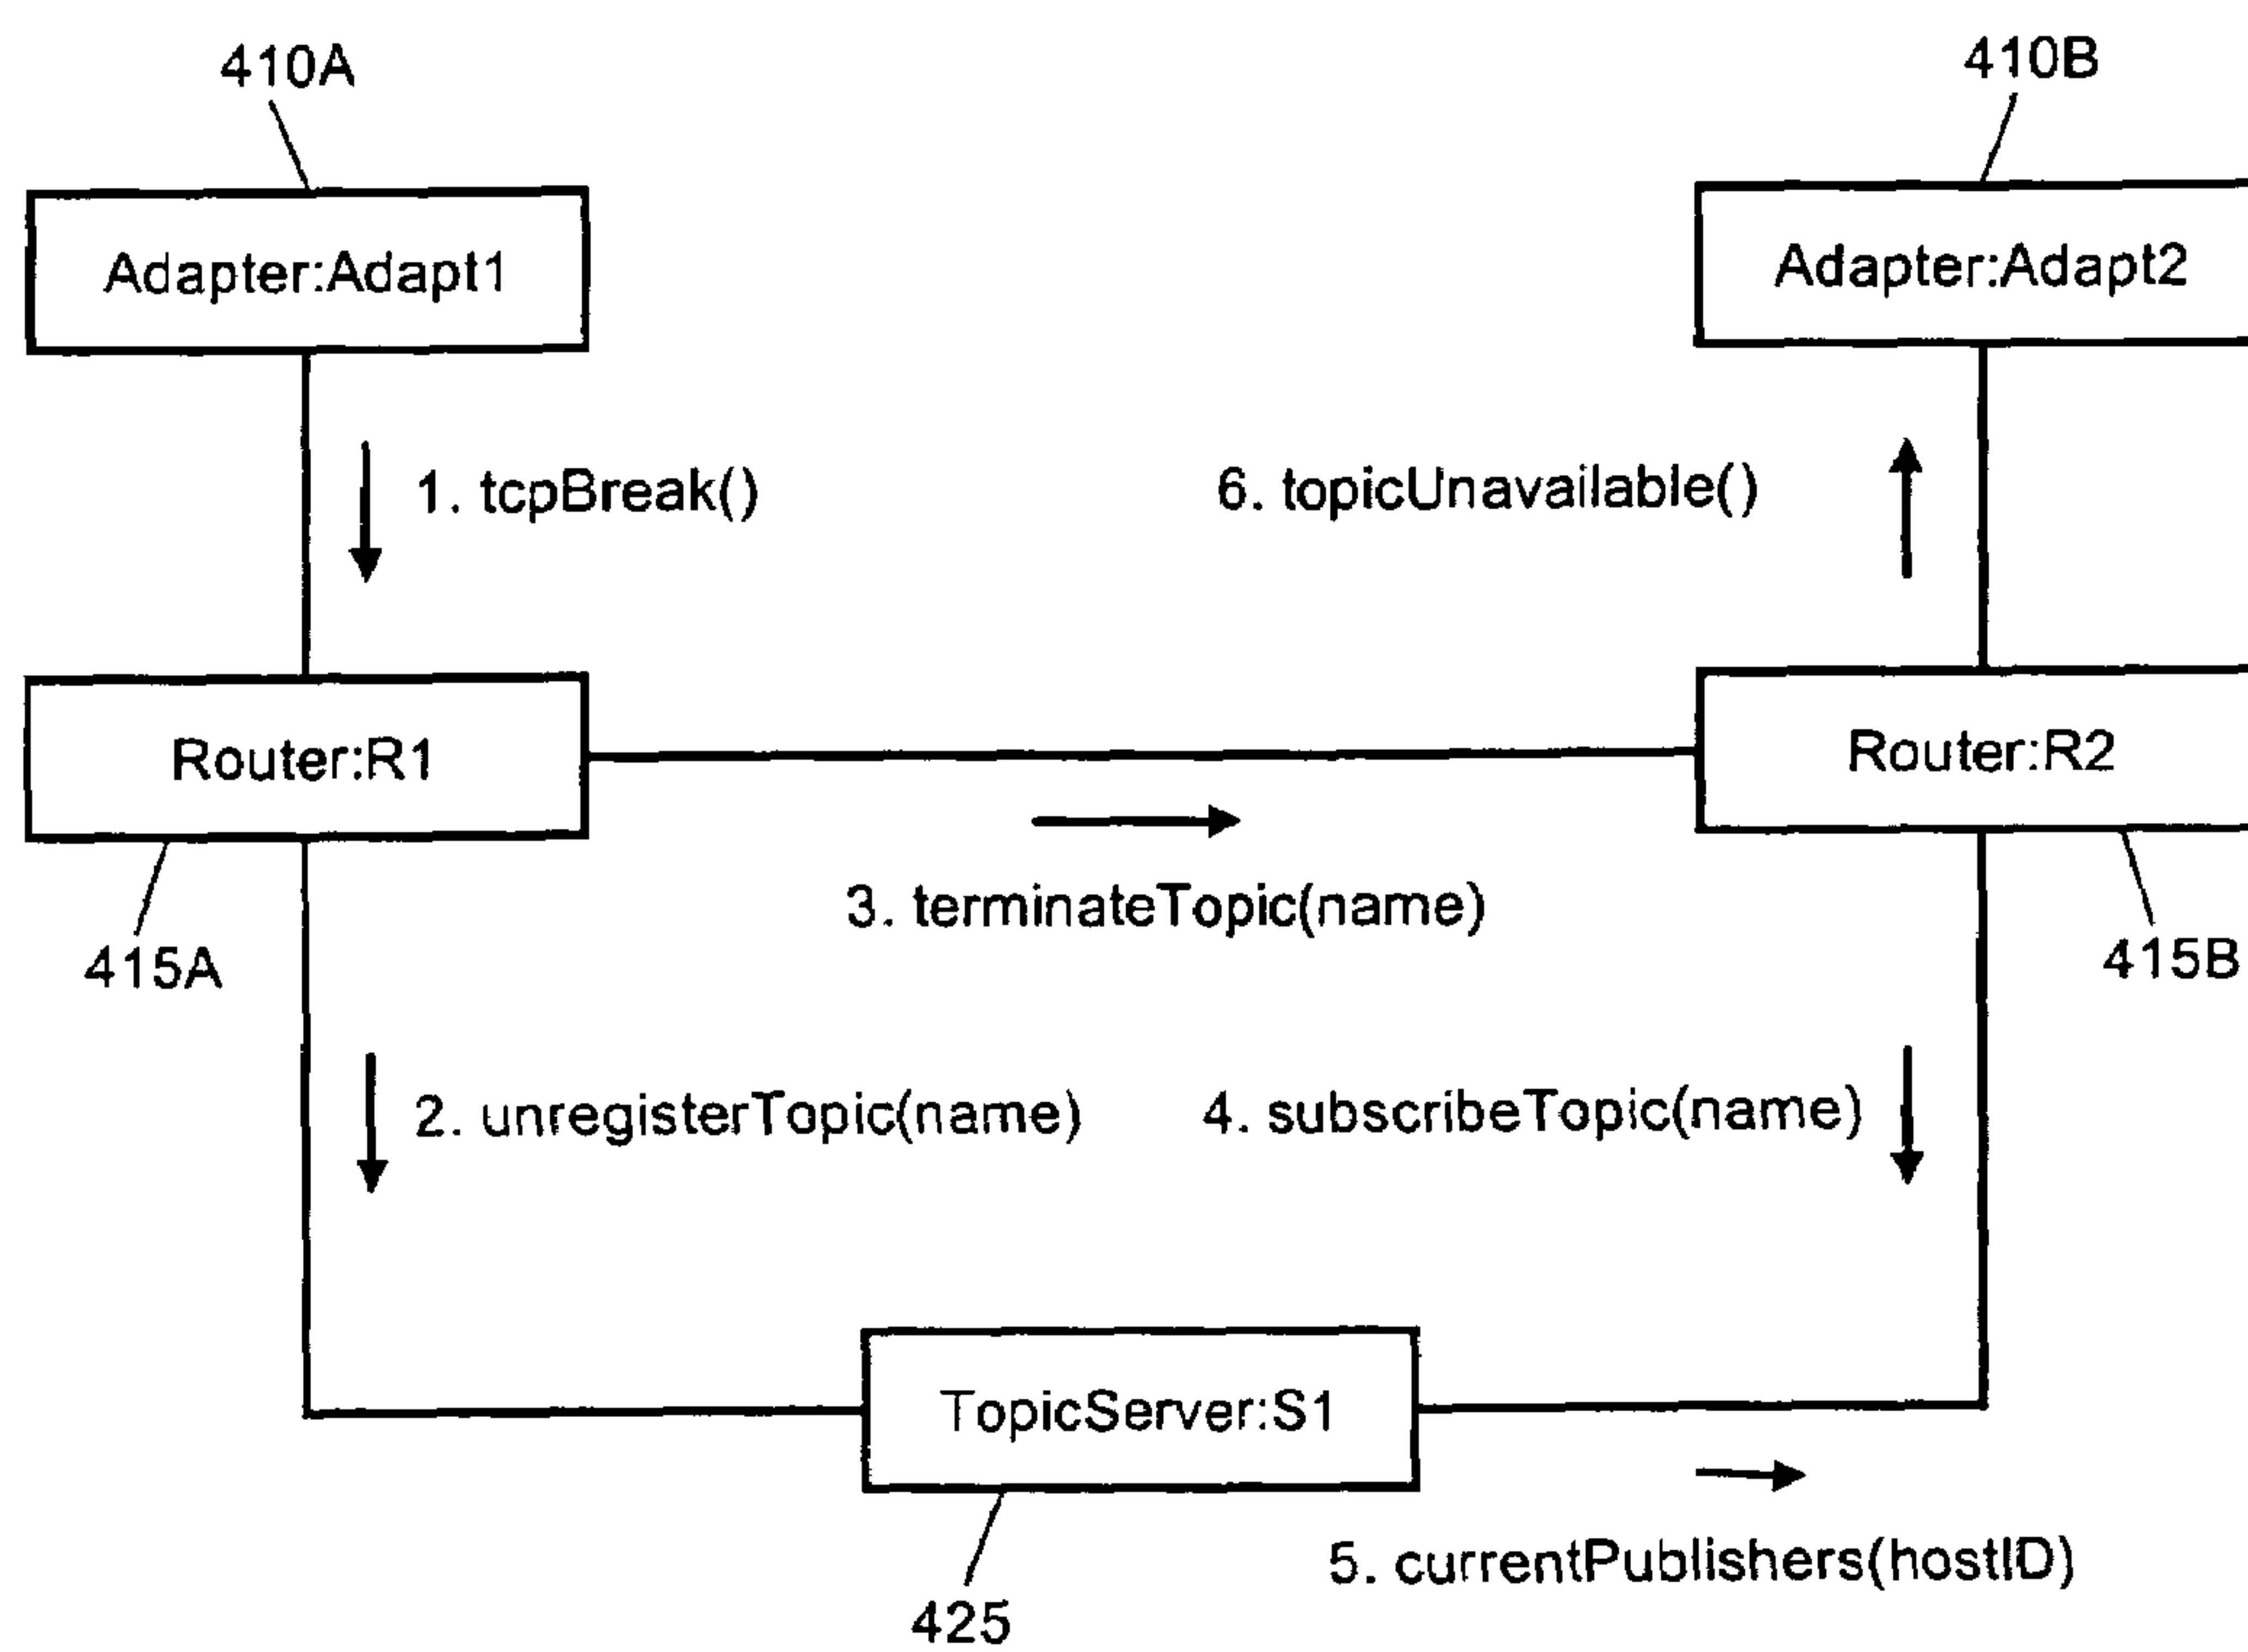 410A
410B
Adapter:Adapt1
Adapter:Adapt2
1. tcpBreak()
6. topicUnavailable()
Router:R1
Router:R2
3. terminateTopic(name)
415A
415B
2. unregisterTopic(name)
4. subscribeTopic(name)
TopicServer:S1
5. currentPublishers(hostID)
425